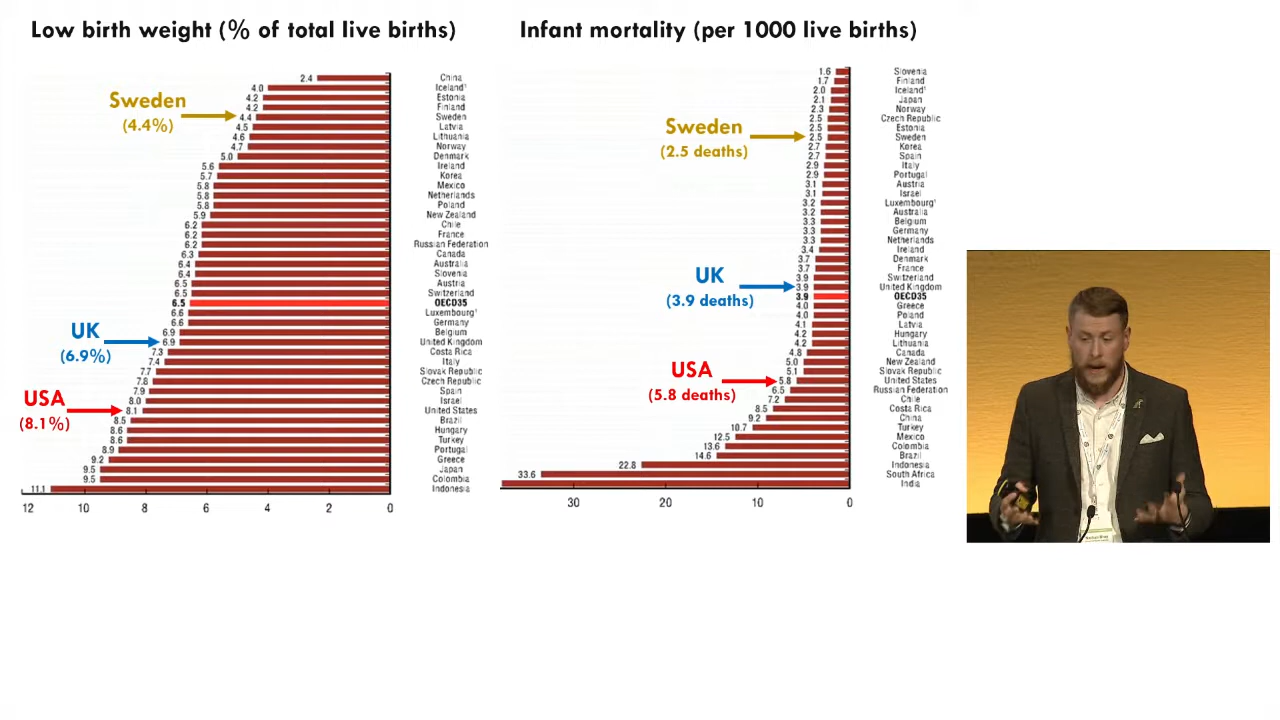 Low birth weight (% of total live births)
Infant mortality (per 1000 live births)
2.4 China
4.0 Iceland¹
4.2 Estonia
4.2 Finland
4.4 Sweden
4.5 Latvia
4.6 Lithuania
4.7 Norway
5.0 Denmark
5.6 Ireland
5.7 Korea
5.8 Mexico
5.8 Netherlands
5.8 Poland
5.9 New Zealand
6.2 Chile
6.2 France
6.2 Russian Federation
6.3 Canada
6.4 Australia
6.4 Slovenia
6.5 Austria
6.5 Switzerland
6.5 OECD35
6.6 Luxembourg¹
6.6 Germany
6.9 Belgium
6.9 United Kingdom
7.3 Costa Rica
7.4 Italy
7.7 Slovak Republic
7.8 Czech Republic
7.9 Spain
8.0 Israel
8.1 United States
8.5 Brazil
8.6 Hungary
8.6 Turkey
8.9 Portugal
9.2 Greece
9.5 Japan
9.5 Colombia
11.1 Indonesia
12 10 8 6 4 2 0
Sweden
(4.4%)
UK
(6.9%)
USA
(8.1%)
1.6 Slovenia
1.7 Finland
2.0 Iceland¹
2.1 Japan
2.3 Norway
2.5 Czech Republic
2.5 Estonia
2.5 Sweden
2.7 Korea
2.7 Spain
2.9 Italy
2.9 Portugal
3.1 Austria
3.1 Israel
3.2 Luxembourg¹
3.2 Australia
3.3 Belgium
3.3 Germany
3.3 Netherlands
3.4 Ireland
3.7 Denmark
3.7 France
3.9 Switzerland
3.9 United Kingdom
3.9 OECD35
4.0 Greece
4.0 Poland
4.1 Latvia
4.2 Hungary
4.2 Lithuania
4.8 Canada
5.0 New Zealand
5.1 Slovak Republic
5.8 United States
6.5 Russian Federation
7.2 Chile
8.5 Costa Rica
9.2 China
10.7 Turkey
12.5 Mexico
13.6 Colombia
14.6 Brazil
22.8 Indonesia
33.6 South Africa
India
30 20 10 0
Sweden
(2.5 deaths)
UK
(3.9 deaths)
USA
(5.8 deaths)